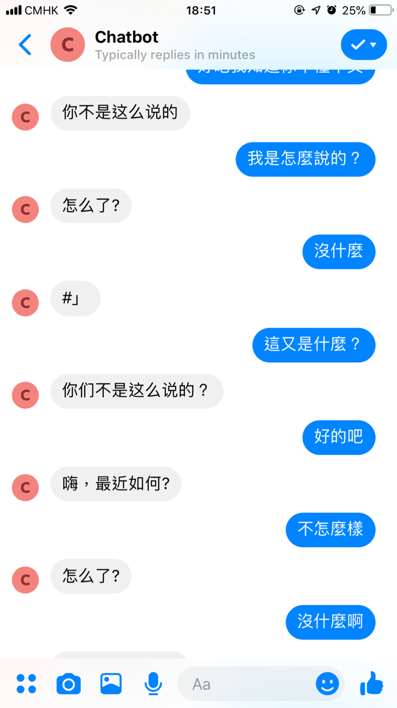 CMHK 18:51 25%
C
Chatbot
Typically replies in minutes
C 你不是这么说的
我是怎麼說的？
C 怎么了?
沒什麼
C #」
這又是什麼？
C 你们不是这么说的？
好的吧
C 嗨，最近如何?
不怎麼樣
C 怎么了?
沒什麼啊
Aa